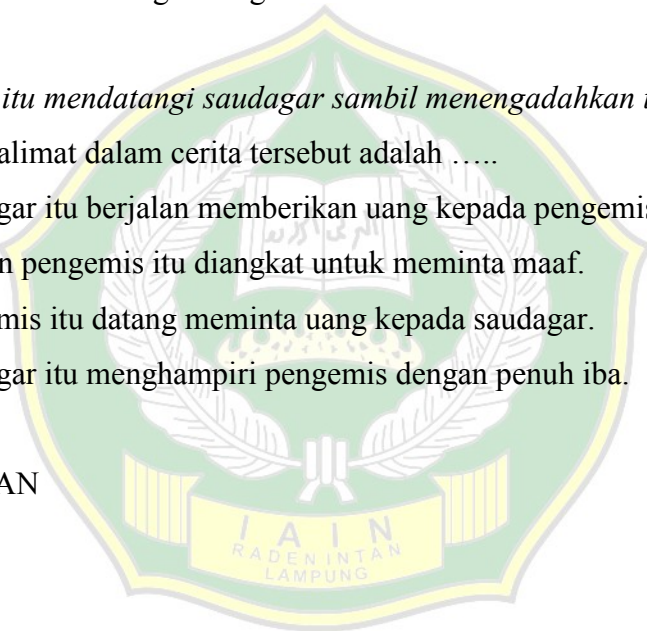 itu mendatangi saudagar sambil menengadahkan
alimat dalam cerita tersebut adalah …..
gar itu berjalan memberikan uang kepada pengemis
n pengemis itu diangkat untuk meminta maaf.
mis itu datang meminta uang kepada saudagar.
gar itu menghampiri pengemis dengan penuh iba.
AN
I A I N
RADEN INTAN
LAMPUNG